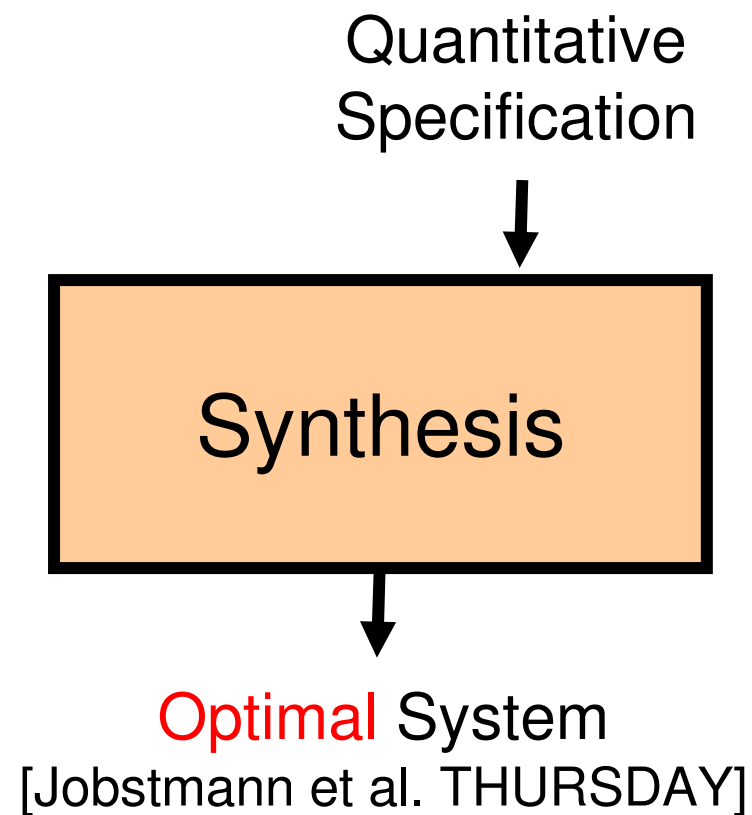 Quantitative
Specification
Synthesis
Optimal System
[Jobstmann et al. THURSDAY]